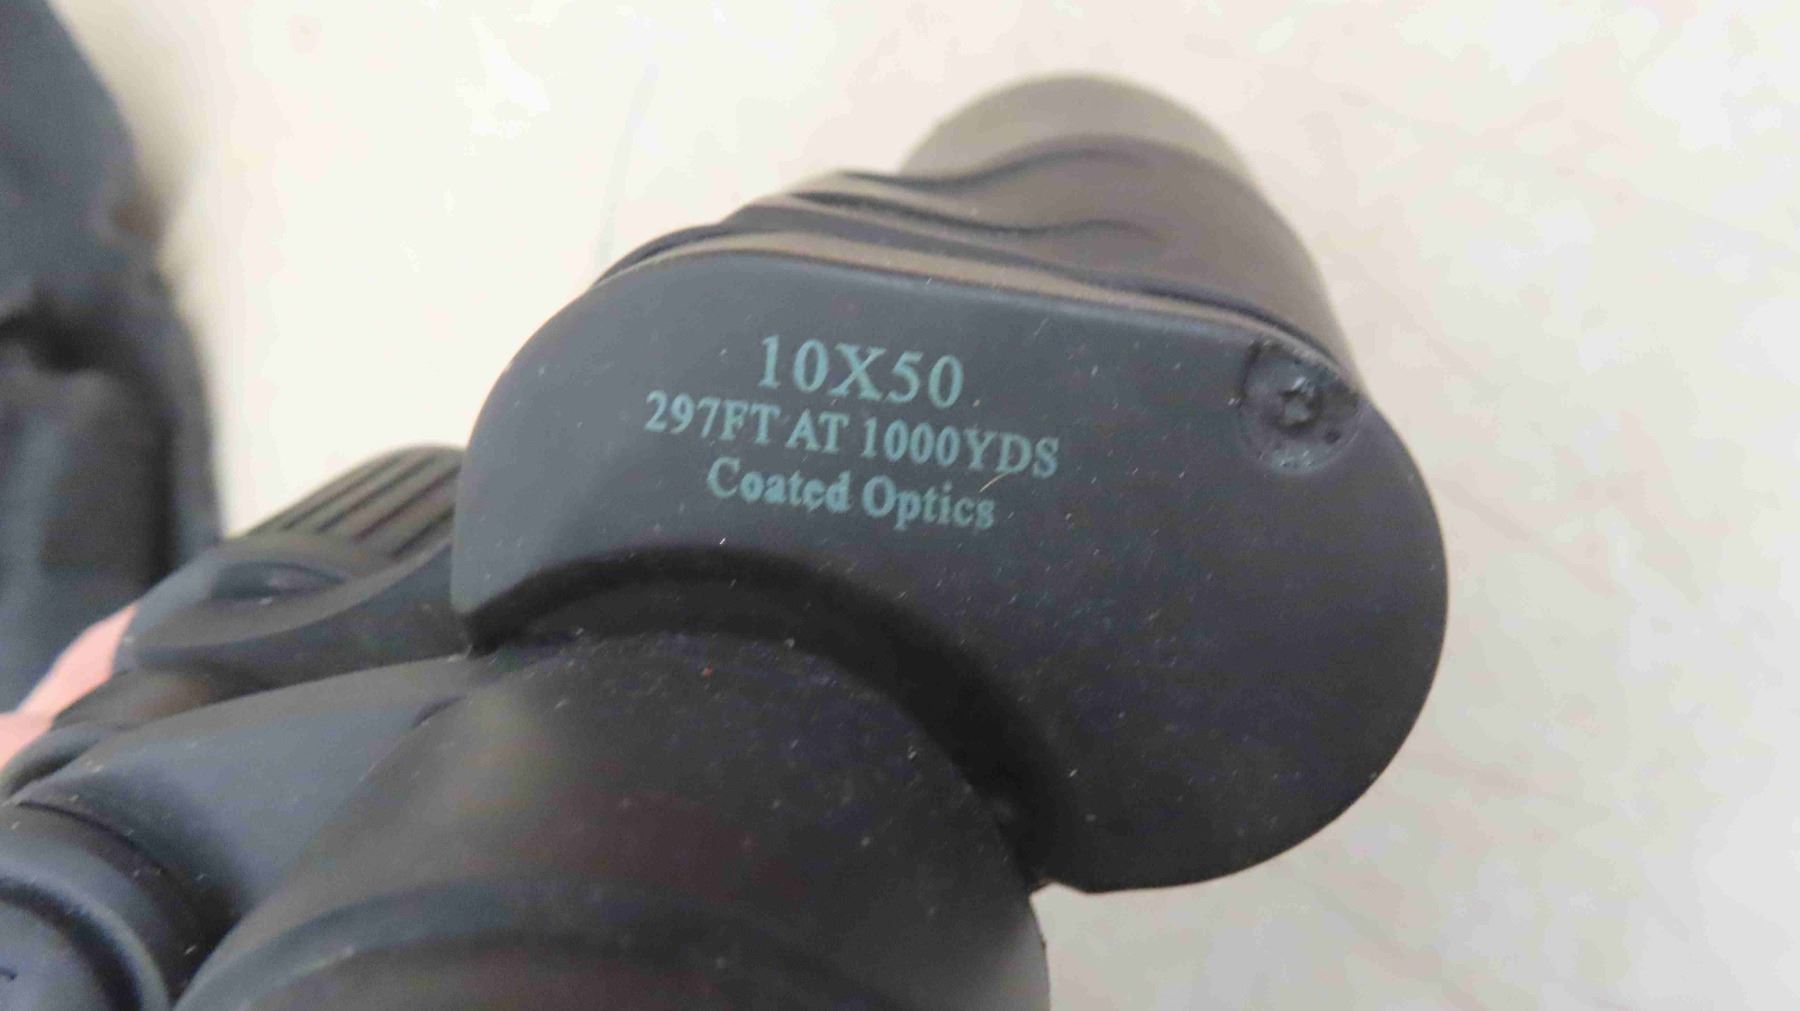 10X50
297FT AT 1000YDS
Coated Optics